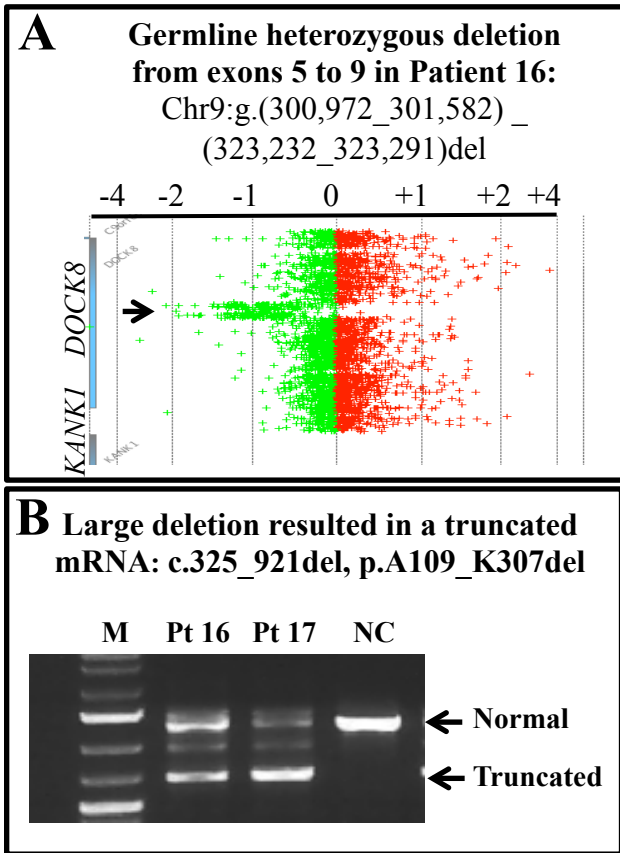 A
Germline heterozygous deletion
from exons 5 to 9 in Patient 16:
Chr9:g.(300,972_301,582) _
(323,232_323,291)del
-4 -2 -1 0 +1 +2 +4
DOCK8
DOCK8
KANK1
KANK1
B
Large deletion resulted in a truncated
mRNA: c.325_921del, p.A109_K307del
M Pt 16 Pt 17 NC
Normal
Truncated